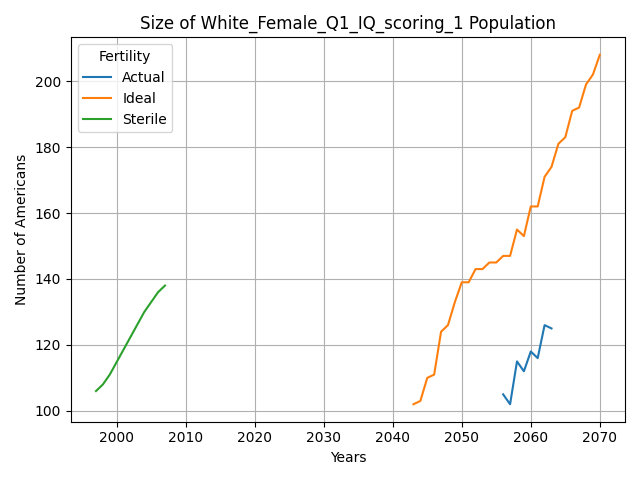 Size of White_Female_Q1_IQ_scoring_1 Population
Fertility
Actual
Ideal
Sterile
Number of Americans
200
180
160
140
120
100
2000 2010 2020 2030 2040 2050 2060 2070
Years